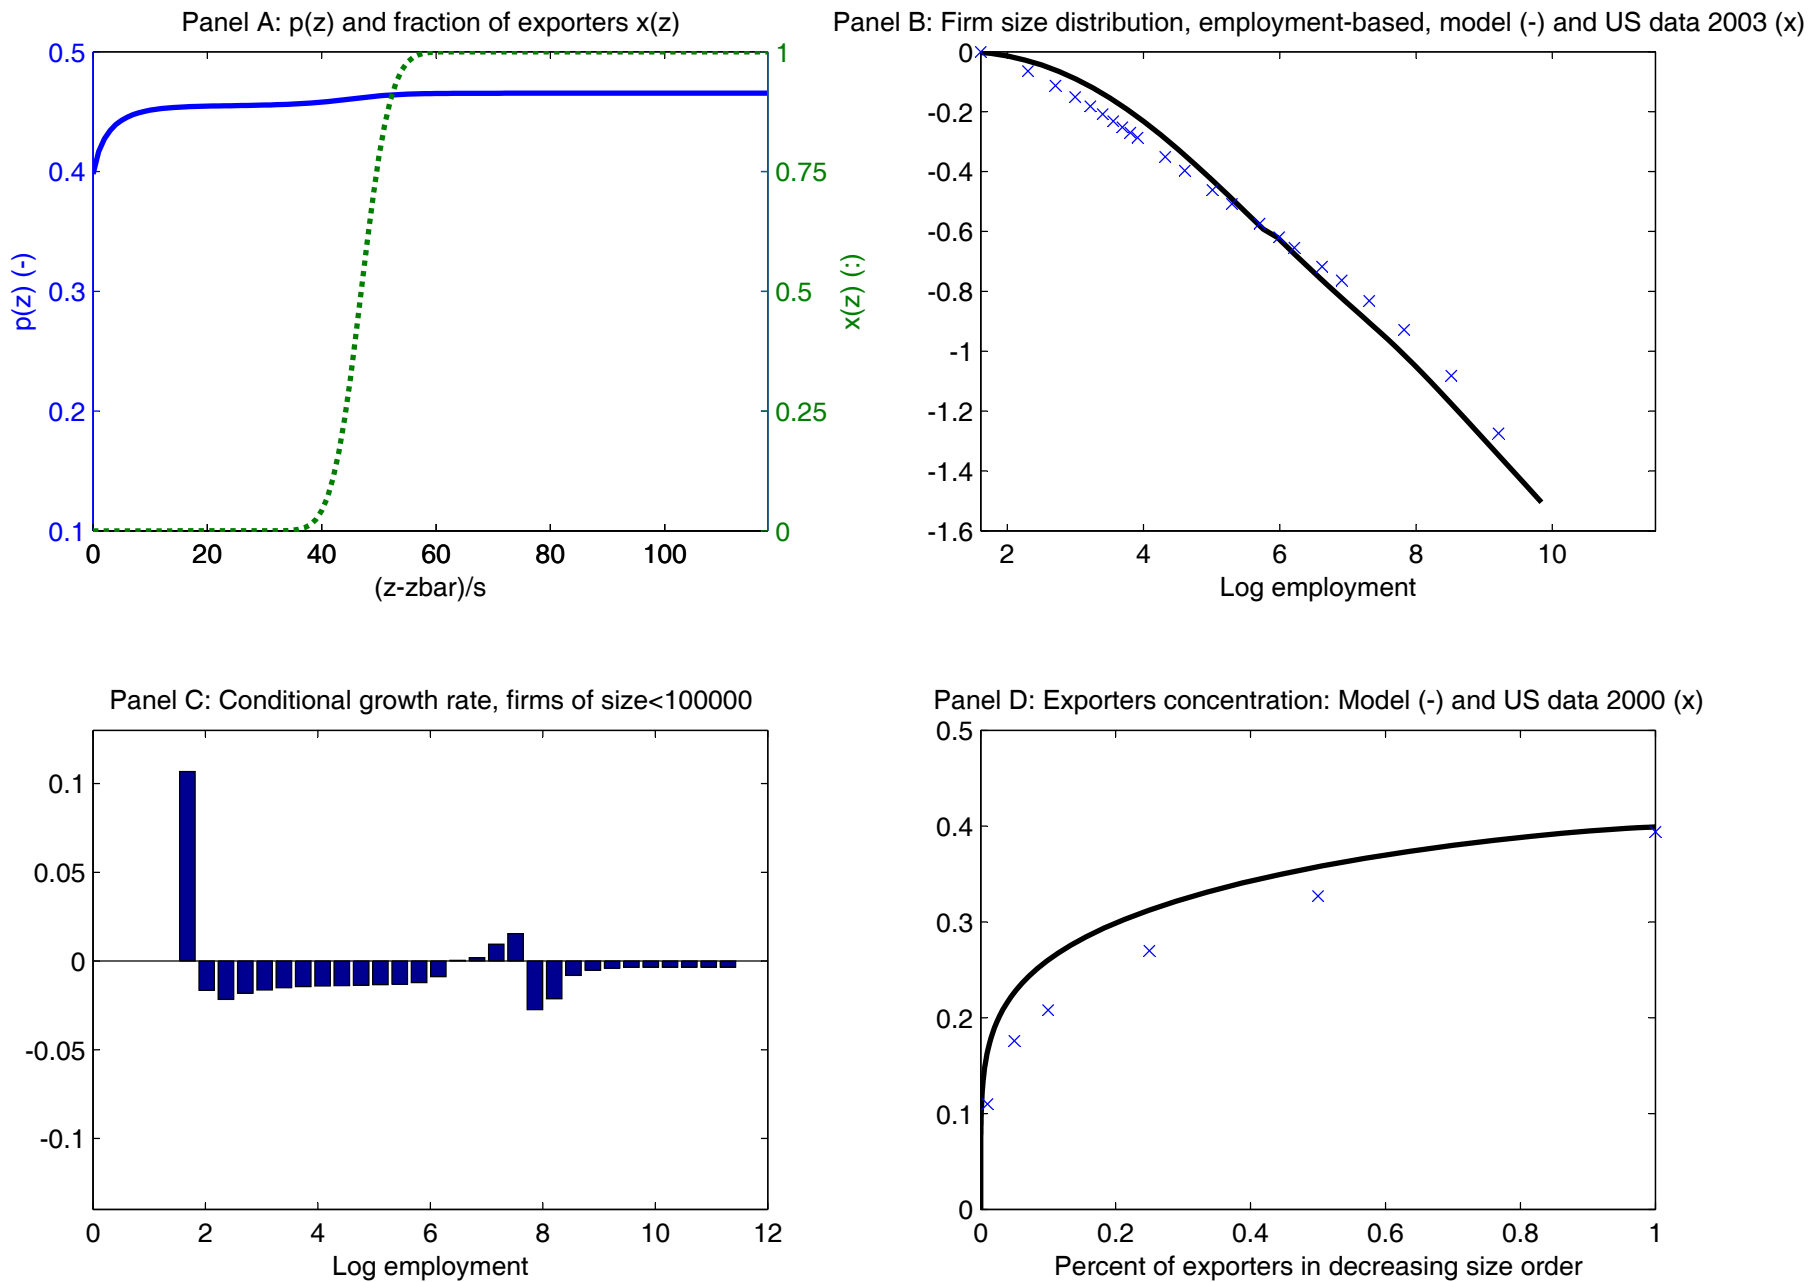 Panel A: p(z) and fraction of exporters x(z)
0.5
0.4
0.3
0.2
0.1
p(z) (-)
1
0.75
0.5
0.25
0
x(z) (:)
0 20 40 60 80 100
(z-zbar)/s
Panel B: Firm size distribution, employment-based, model (-) and US data 2003 (x)
0
-0.2
-0.4
-0.6
-0.8
-1
-1.2
-1.4
-1.6
2 4 6 8 10
Log employment
Panel C: Conditional growth rate, firms of size<100000
0.1
0.05
0
-0.05
-0.1
0 2 4 6 8 10 12
Log employment
Panel D: Exporters concentration: Model (-) and US data 2000 (x)
0.5
0.4
0.3
0.2
0.1
0
0 0.2 0.4 0.6 0.8 1
Percent of exporters in decreasing size order